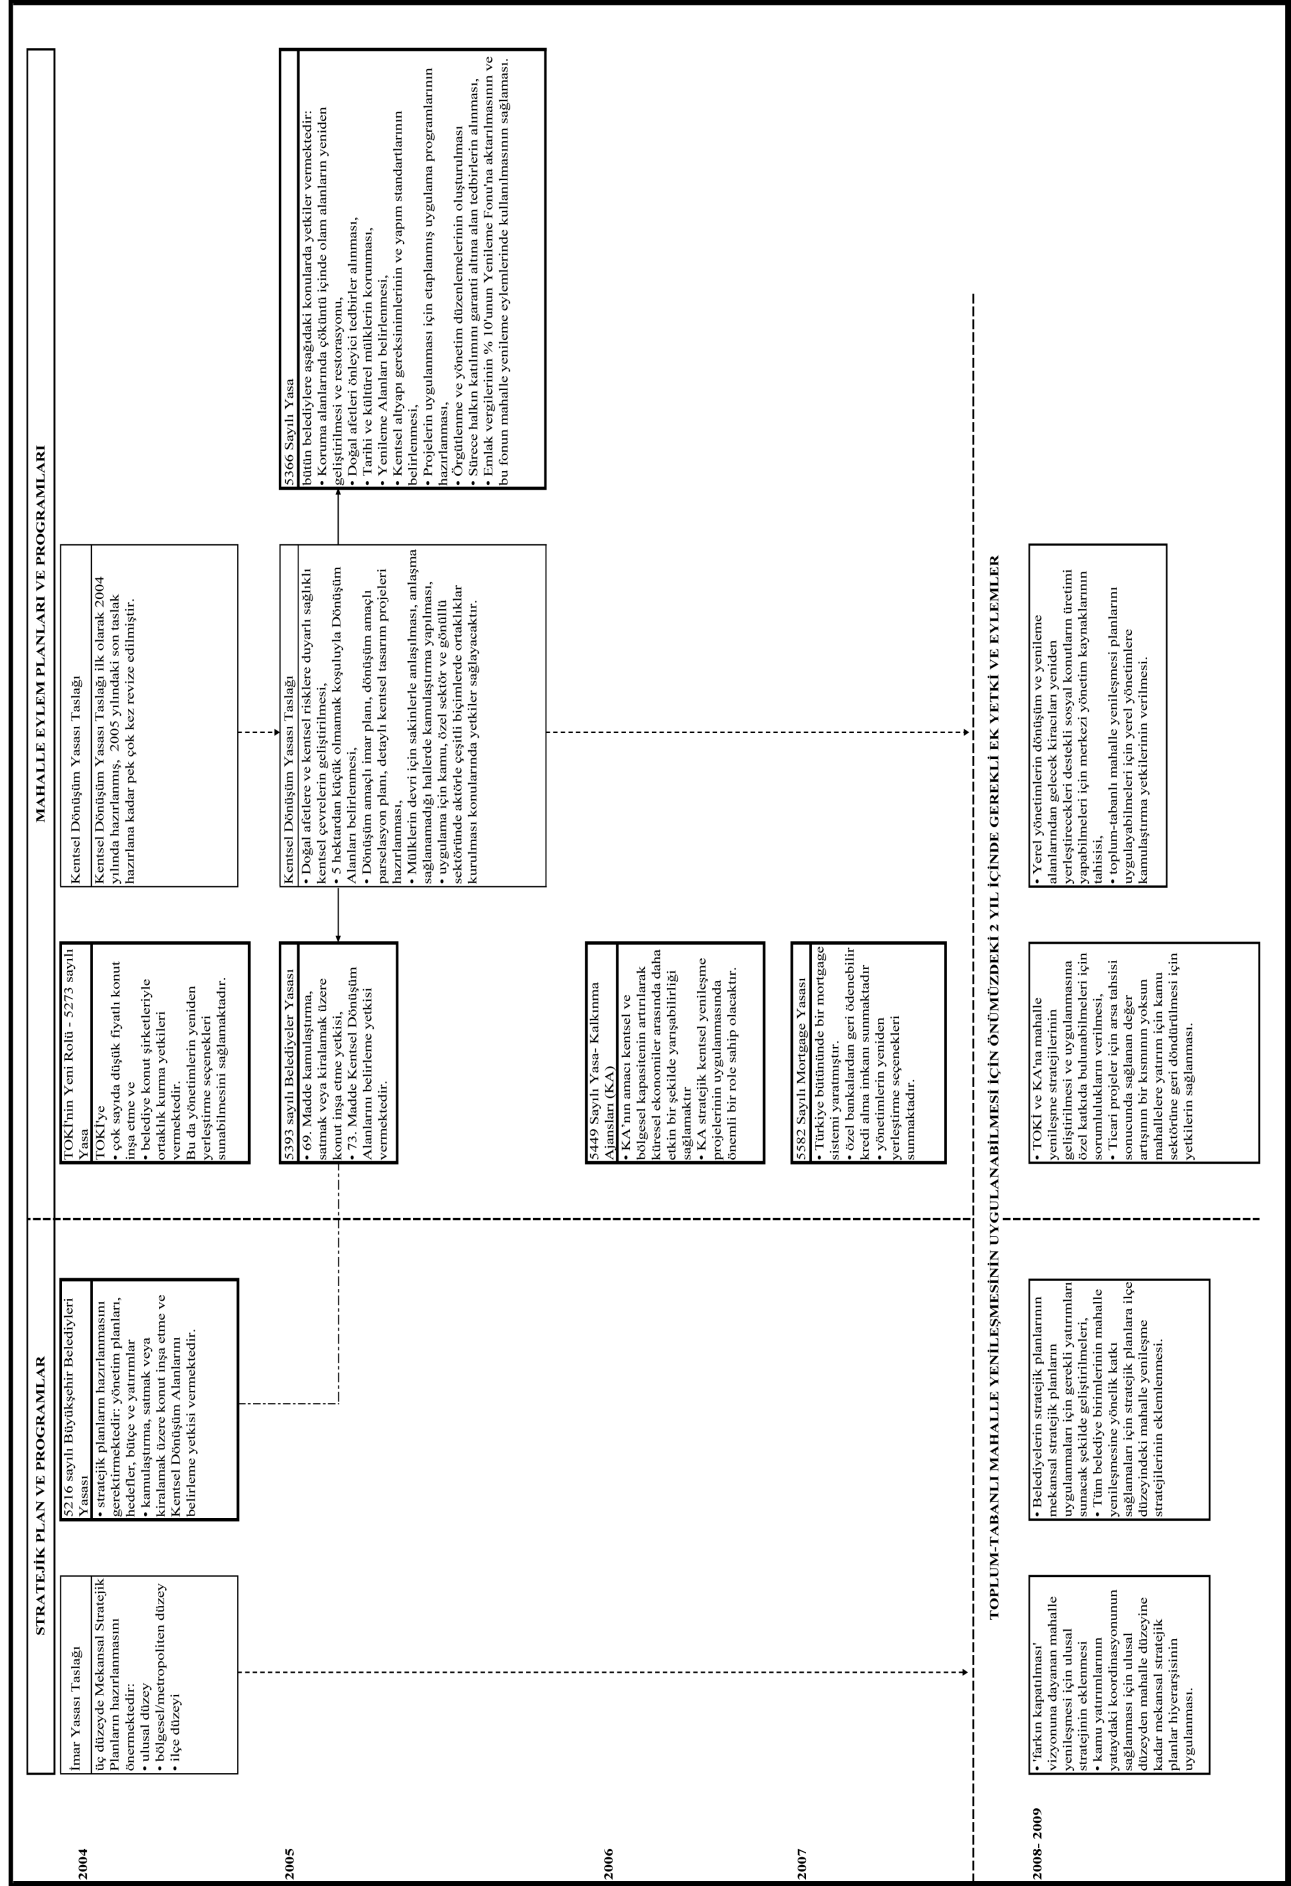 STRATEJİK PLAN VE PROGRAMLAR
MAHALLE EYLEM PLANLARI VE PROGRAMLARI
2004
İmar Yasası Taslağı
üç düzeyde Mekansal Stratejik
Planların hazırlanmasını
önermektedir:
• ulusal düzey
• bölgesel/metropoliten düzey
• ilçe düzeyi
5216 sayılı Büyükşehir Belediyleri
Yasası
• stratejik planların hazırlanmasını
gerektirmektedir: yönetim planları,
hedefler, bütçe ve yatırımlar
• kamulaştırma, satmak veya
kiralamak üzere konut inşa etme ve
Kentsel Dönüşüm Alanlarını
belirleme yetkisi vermektedir.
TOKİ'nin Yeni Rolü - 5273 sayılı
Yasa
TOKİ'ye
• çok sayıda düşük fiyatlı konut
inşa etme ve
• belediye konut şirketleriyle
ortaklık kurma yetkileri
vermektedir.
Bu da yönetimlerin yeniden
yerleştirme seçenekleri
sunabilmesini sağlamaktadır.
Kentsel Dönüşüm Yasası Taslağı
Kentsel Dönüşüm Yasası Taslağı ilk olarak 2004
yılında hazırlanmış, 2005 yılındaki son taslak
hazırlana kadar pek çok kez revize edilmiştir.
2005
5393 sayılı Belediyeler Yasası
• 69. Madde kamulaştırma,
satmak veya kiralamak üzere
konut inşa etme yetkisi,
• 73. Madde Kentsel Dönüşüm
Alanlarını belirleme yetkisi
vermektedir.
Kentsel Dönüşüm Yasası Taslağı
• Doğal afetlere ve kentsel risklere duyarlı sağlıklı
kentsel çevrelerin geliştirilmesi,
• 5 hektardan küçük olmamak koşuluyla Dönüşüm
Alanları belirlenmesi,
• Dönüşüm amaçlı imar planı, dönüşüm amaçlı
parselasyon planı, detaylı kentsel tasarım projeleri
hazırlanması,
• Mülklerin devri için sakinlerle anlaşılması, anlaşma
sağlanamadığı hallerde kamulaştırma yapılması,
• uygulama için kamu, özel sektör ve gönüllü
sektöründe aktörle çeşitli biçimlerde ortaklıklar
kurulması konularında yetkiler sağlayacaktır.
5366 Sayılı Yasa
bütün belediylere aşağıdaki konularda yetkiler vermektedir:
• Koruma alanlarında çöküntü içinde olam alanların yeniden
geliştirilmesi ve restorasyonu,
• Doğal afetleri önleyici tedbirler alınması,
• Tarihi ve kültürel mülklerin korunması,
• Yenileme Alanları belirlenmesi,
• Kentsel altyapı gereksinimlerinin ve yapım standartlarının
belirlenmesi,
• Projelerin uygulanması için etaplanmış uygulama programlarının
hazırlanması,
• Örgütlenme ve yönetim düzenlemelerinin oluşturulması
• Sürece halkın katılımını garanti altına alan tedbirlerin alınması,
• Emlak vergilerinin % 10'unun Yenileme Fonu'na aktarılmasının ve
bu fonun mahalle yenileme eylemlerinde kullanılmasının sağlaması.
2006
5449 Sayılı Yasa- Kalkınma
Ajansları (KA)
• KA'nın amacı kentsel ve
bölgesel kapasitenin artırılarak
küresel ekonomiler arasında daha
etkin bir şekilde yarışabilirliği
sağlamaktır
• KA stratejik kentsel yenileşme
projelerinin uygulanmasında
önemli bir role sahip olacaktır.
2007
5582 Sayılı Mortgage Yasası
• Türkiye bütününde bir mortgage
sistemi yaratmıştır.
• özel bankalardan geri ödenebilir
kredi alma imkanı sunmaktadır
• yönetimlerin yeniden
yerleştirme seçenekleri
sunmaktadır.
TOPLUM-TABANLI MAHALLE YENİLEŞMESİNİN UYGULANABİLMESİ İÇİN ÖNÜMÜZDEKİ 2 YIL İÇİNDE GEREKLİ EK YETKİ VE EYLEMLER
2008- 2009
• 'farkın kapatılması'
vizyonuna dayanan mahalle
yenileşmesi için ulusal
stratejinin eklenmesi
• kamu yatırımlarının
yataydaki koordinasyonunun
sağlanması için ulusal
düzeyden mahalle düzeyine
kadar mekansal stratejik
planlar hiyerarşisinin
uygulanması.
• Belediyelerin stratejik planlarının
mekansal stratejik planların
uygulanmaları için gerekli yatırımları
sunacak şekilde geliştirilmeleri,
• Tüm belediye birimlerinin mahalle
yenileşmesine yönelik katkı
sağlamaları için stratejik planlara ilçe
düzeyindeki mahalle yenileşme
stratejilerinin eklemlenmesi.
• TOKİ ve KA'na mahalle
yenileşme stratejilerinin
geliştirilmesi ve uygulanmasına
özel katkıda bulunabilmeleri için
sorumlulukların verilmesi,
• Ticari projeler için arsa tahsisi
sonucunda sağlanan değer
artışının bir kısmının yoksun
mahallelere yatırım için kamu
sektörüne geri döndürülmesi için
yetkilerin sağlanması.
• Yerel yönetimlerin dönüşüm ve yenileme
alanlarından gelecek kiracıları yeniden
yerleştirecekleri destekli sosyal konutların üretimi
yapabilmeleri için merkezi yönetim kaynaklarının
tahisisi,
• toplum-tabanlı mahalle yenileşmesi planlarını
uygulayabilmeleri için yerel yönetimlere
kamulaştırma yetkilerinin verilmesi.